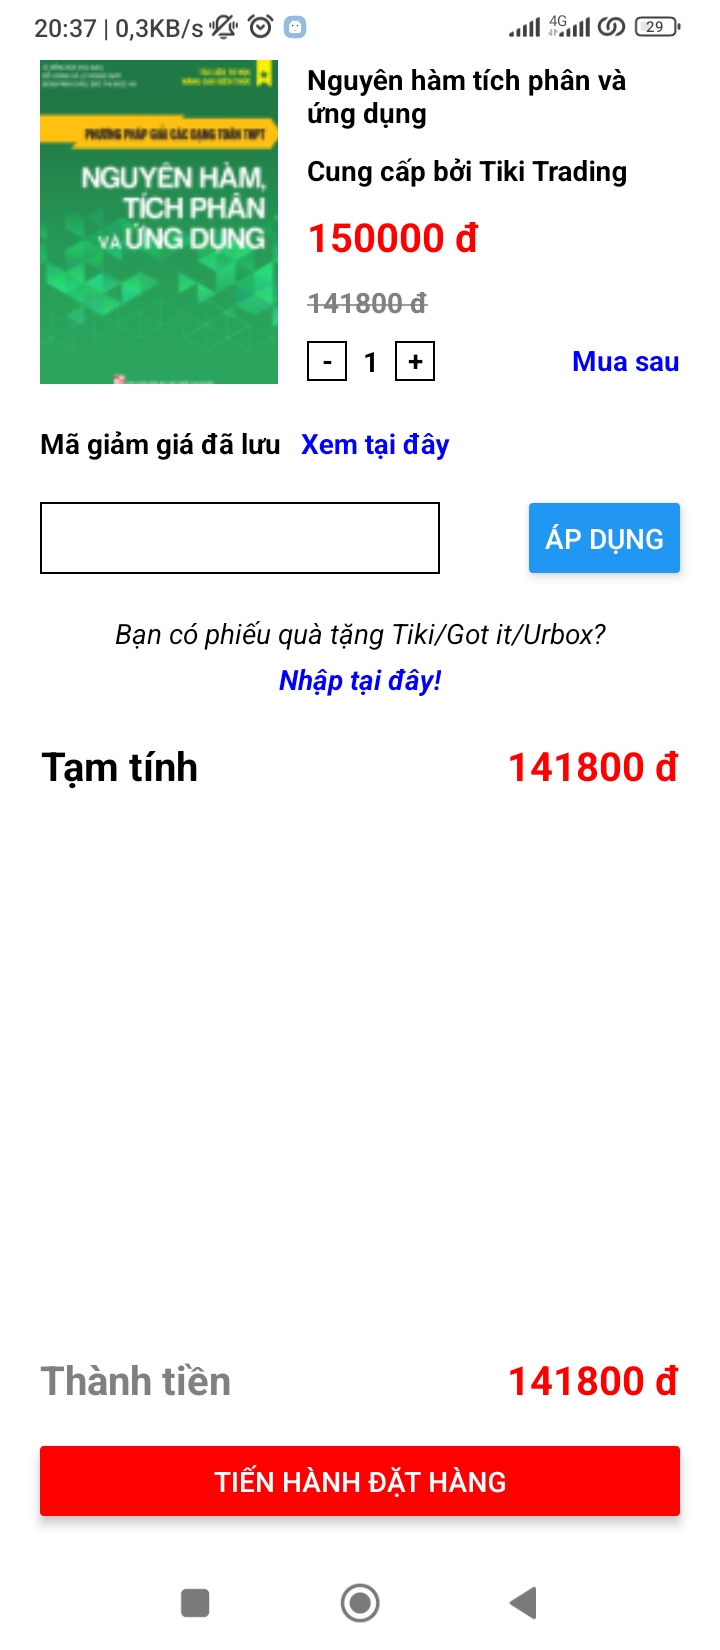 20:37 | 0,3KB/s
4G
29
PHƯƠNG PHÁP GIẢI CÁC DẠNG TOÁN THPT
NGUYÊN HÀM,
TÍCH PHÂN
VÀ ỨNG DỤNG
Nguyên hàm tích phân và
ứng dụng
Cung cấp bởi Tiki Trading
150000 đ
141800 đ
- 1 +
Mua sau
Mã giảm giá đã lưu Xem tại đây
ÁP DỤNG
Bạn có phiếu quà tặng Tiki/Got it/Urbox?
Nhập tại đây!
Tạm tính 141800 đ
Thành tiền 141800 đ
TIẾN HÀNH ĐẶT HÀNG